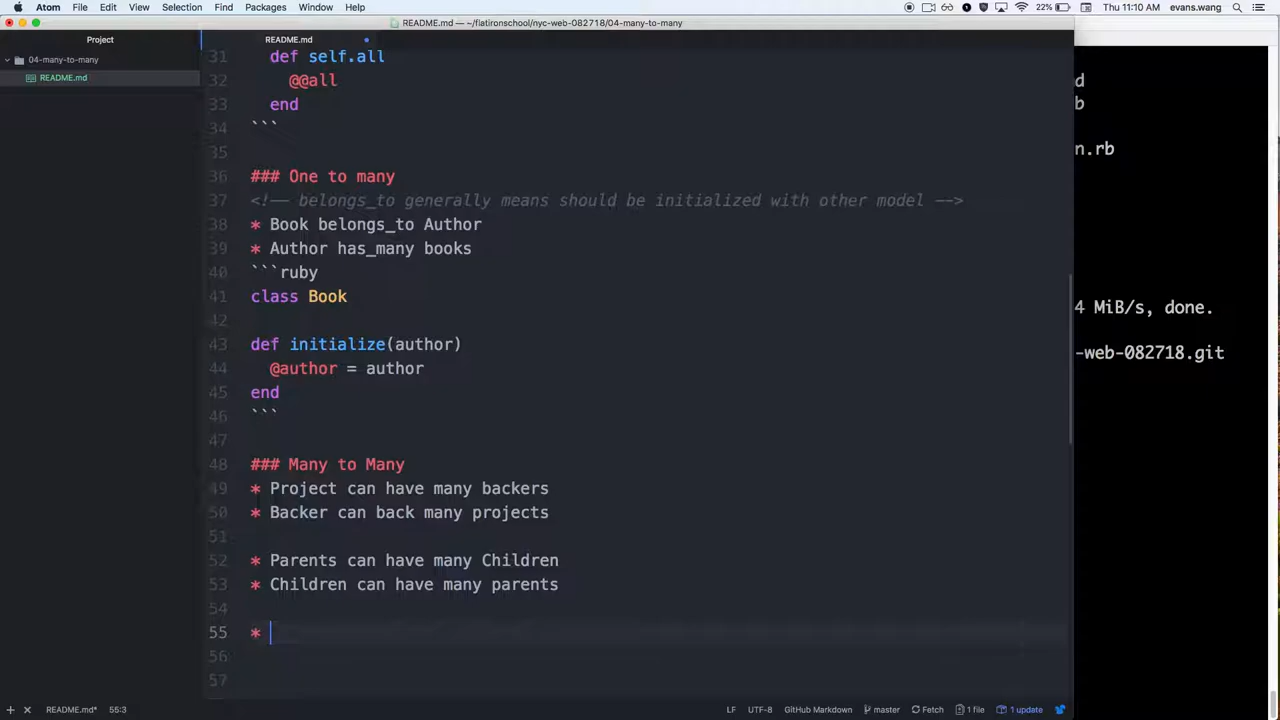 Atom File Edit View Selection Find Packages Window Help 22% Thu 11:10 AM evans.wang
README.md — ~/flatironschool/nyc-web-082718/04-many-to-many
Project
README.md
04-many-to-many
README.md
31 def self.all
32 @@all
33 end
34 ```
35
36 ### One to many
37 <!-- belongs_to generally means should be initialized with other model -->
38 * Book belongs_to Author
39 * Author has_many books
40 ```ruby
41 class Book
42
43 def initialize(author)
44 @author = author
45 end
46 ```
47
48 ### Many to Many
49 * Project can have many backers
50 * Backer can back many projects
51
52 * Parents can have many Children
53 * Children can have many parents
54
55 *
56
57
d
b
n.rb
4 MiB/s, done.
-web-082718.git
README.md* 55:3
LF UTF-8 GitHub Markdown master Fetch 1 file 1 update